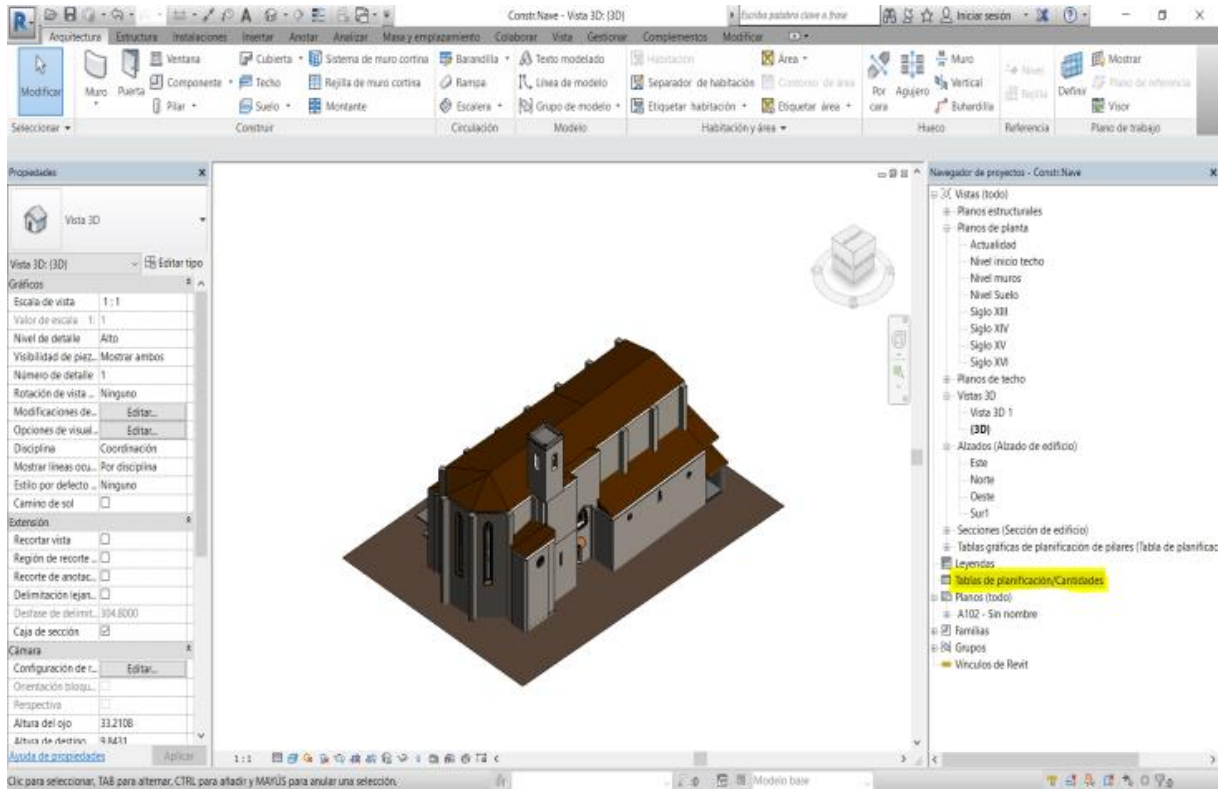 Constr.Nave - Vista 3D: {3D}
Escriba palabra clave o frase
Iniciar sesión
Arquitectura Estructura Instalaciones Insertar Anotar Analizar Masa y emplazamiento Colaborar Vista Gestionar Complementos Modificar
Modificar
Muro
Puerta
Ventana
Componente
Pilar
Cubierta
Techo
Suelo
Sistema de muro cortina
Rejilla de muro cortina
Montante
Barandilla
Rampa
Escalera
Texto modelado
Línea de modelo
Grupo de modelo
Habitación
Separador de habitación
Etiquetar habitación
Área
Contorno de área
Etiquetar área
Por cara
Agujero
Muro
Vertical
Buhardilla
Nivel
Rejilla
Definir
Mostrar
Plano de referencia
Visor
Seleccionar Construir Circulación Modelo Habitación y área Hueco Referencia Plano de trabajo
Propiedades
Vista 3D
Vista 3D: {3D} Editar tipo
Gráficos
Escala de vista 1 : 1
Valor de escala 1: 1
Nivel de detalle Alto
Visibilidad de piez... Mostrar ambos
Número de detalle 1
Rotación de vista ... Ninguno
Modificaciones de... Editar...
Opciones de visual... Editar...
Disciplina Coordinación
Mostrar líneas ocu... Por disciplina
Estilo por defecto ... Ninguno
Camino de sol
Extensión
Recortar vista
Región de recorte ...
Recorte de anotac...
Delimitación lejan...
Desfase de delimit... 304.8000
Caja de sección
Cámara
Configuración de r... Editar...
Orientación bloqu...
Perspectiva
Altura del ojo 33.2108
Altura de destino 9.8431
Ayuda de propiedades Aplicar
Navegador de proyectos - Constr.Nave
Vistas (todo)
Planos estructurales
Planos de planta
Actualidad
Nivel inicio techo
Nivel muros
Nivel Suelo
Siglo XIII
Siglo XIV
Siglo XV
Siglo XVI
Planos de techo
Vistas 3D
Vista 3D 1
{3D}
Alzados (Alzado de edificio)
Este
Norte
Oeste
Sur1
Secciones (Sección de edificio)
Tablas gráficas de planificación de pilares (Tabla de planificac
Leyendas
Tablas de planificación/Cantidades
Planos (todo)
A102 - Sin nombre
Familias
Grupos
Vínculos de Revit
1 : 1
Clic para seleccionar, TAB para alternar, CTRL para añadir y MAYÚS para anular una selección.
:0
Modelo base
:0